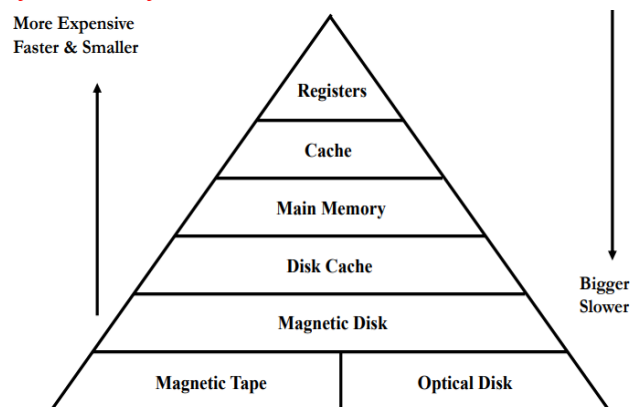 More Expensive
Faster & Smaller
Registers
Cache
Main Memory
Disk Cache
Bigger
Slower
Magnetic Disk
Magnetic Tape
Optical Disk